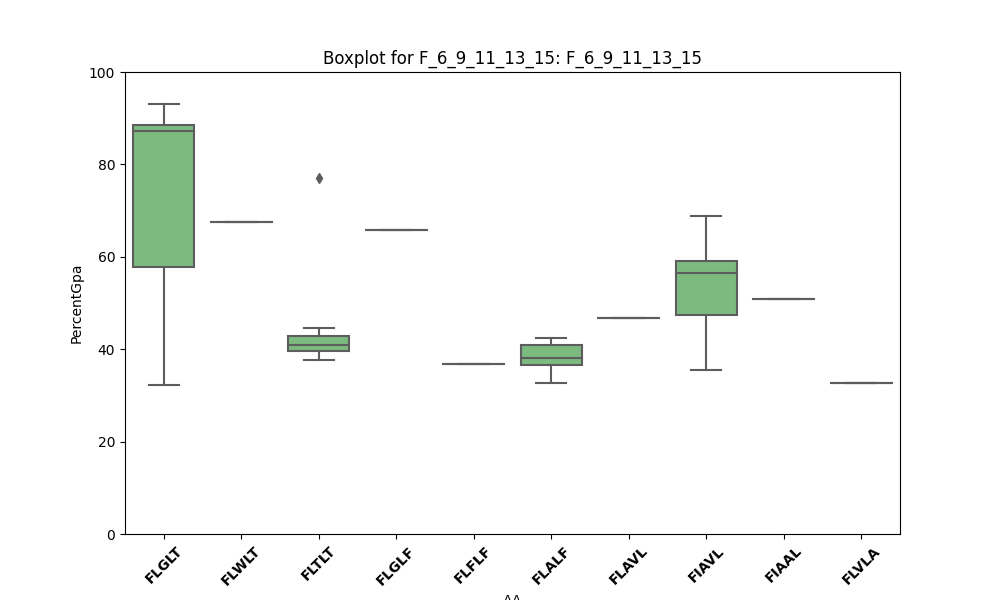 Boxplot for F_6_9_11_13_15: F_6_9_11_13_15
100
80
60
40
20
0
PercentGpa
FLGLT FLWLT FLTLT FLGLF FLFLF FLALF FLAVL FIAVL FIAAL FLVLA
AA